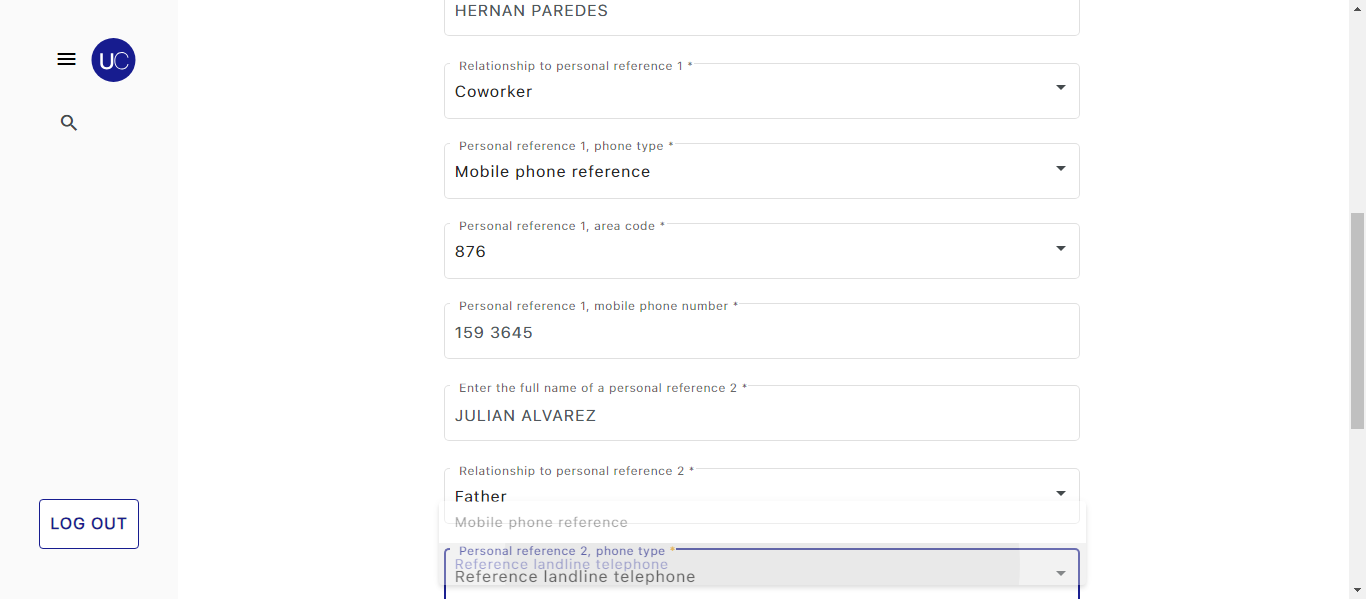 HERNAN PAREDES
UC
Relationship to personal reference 1 *
Coworker
Personal reference 1, phone type *
Mobile phone reference
Personal reference 1, area code *
876
Personal reference 1, mobile phone number *
159 3645
Enter the full name of a personal reference 2 *
JULIAN ALVAREZ
Relationship to personal reference 2 *
Father
Mobile phone reference
LOG OUT
Personal reference 2, phone type *
Reference landline telephone
Reference landline telephone